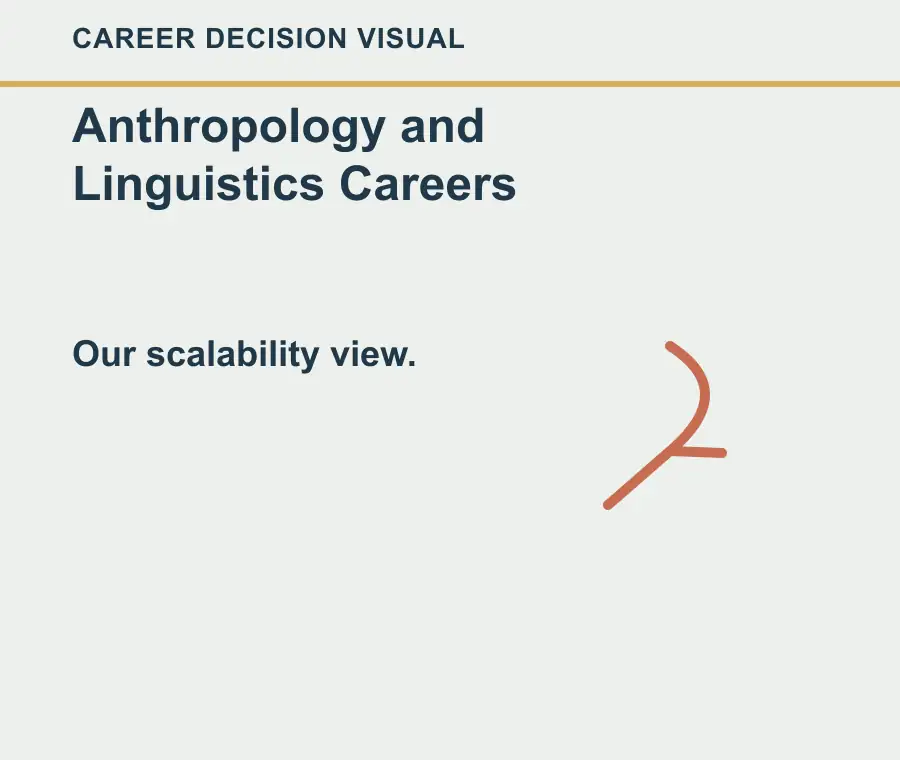 CAREER DECISION VISUAL
Anthropology and
Linguistics Careers
Our scalability view.